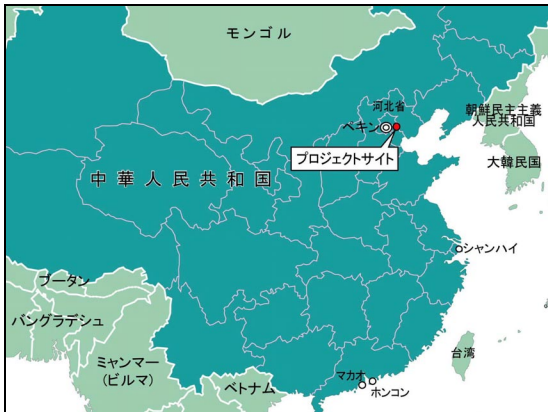 モンゴル
河北省
ペキン
朝鮮民主主義
人民共和国
プロジェクトサイト
大韓民国
中華人民共和国
シャンハイ
ブータン
バングラデシュ
ミャンマー
(ビルマ)
ベトナム
台湾
マカオ
ホンコン